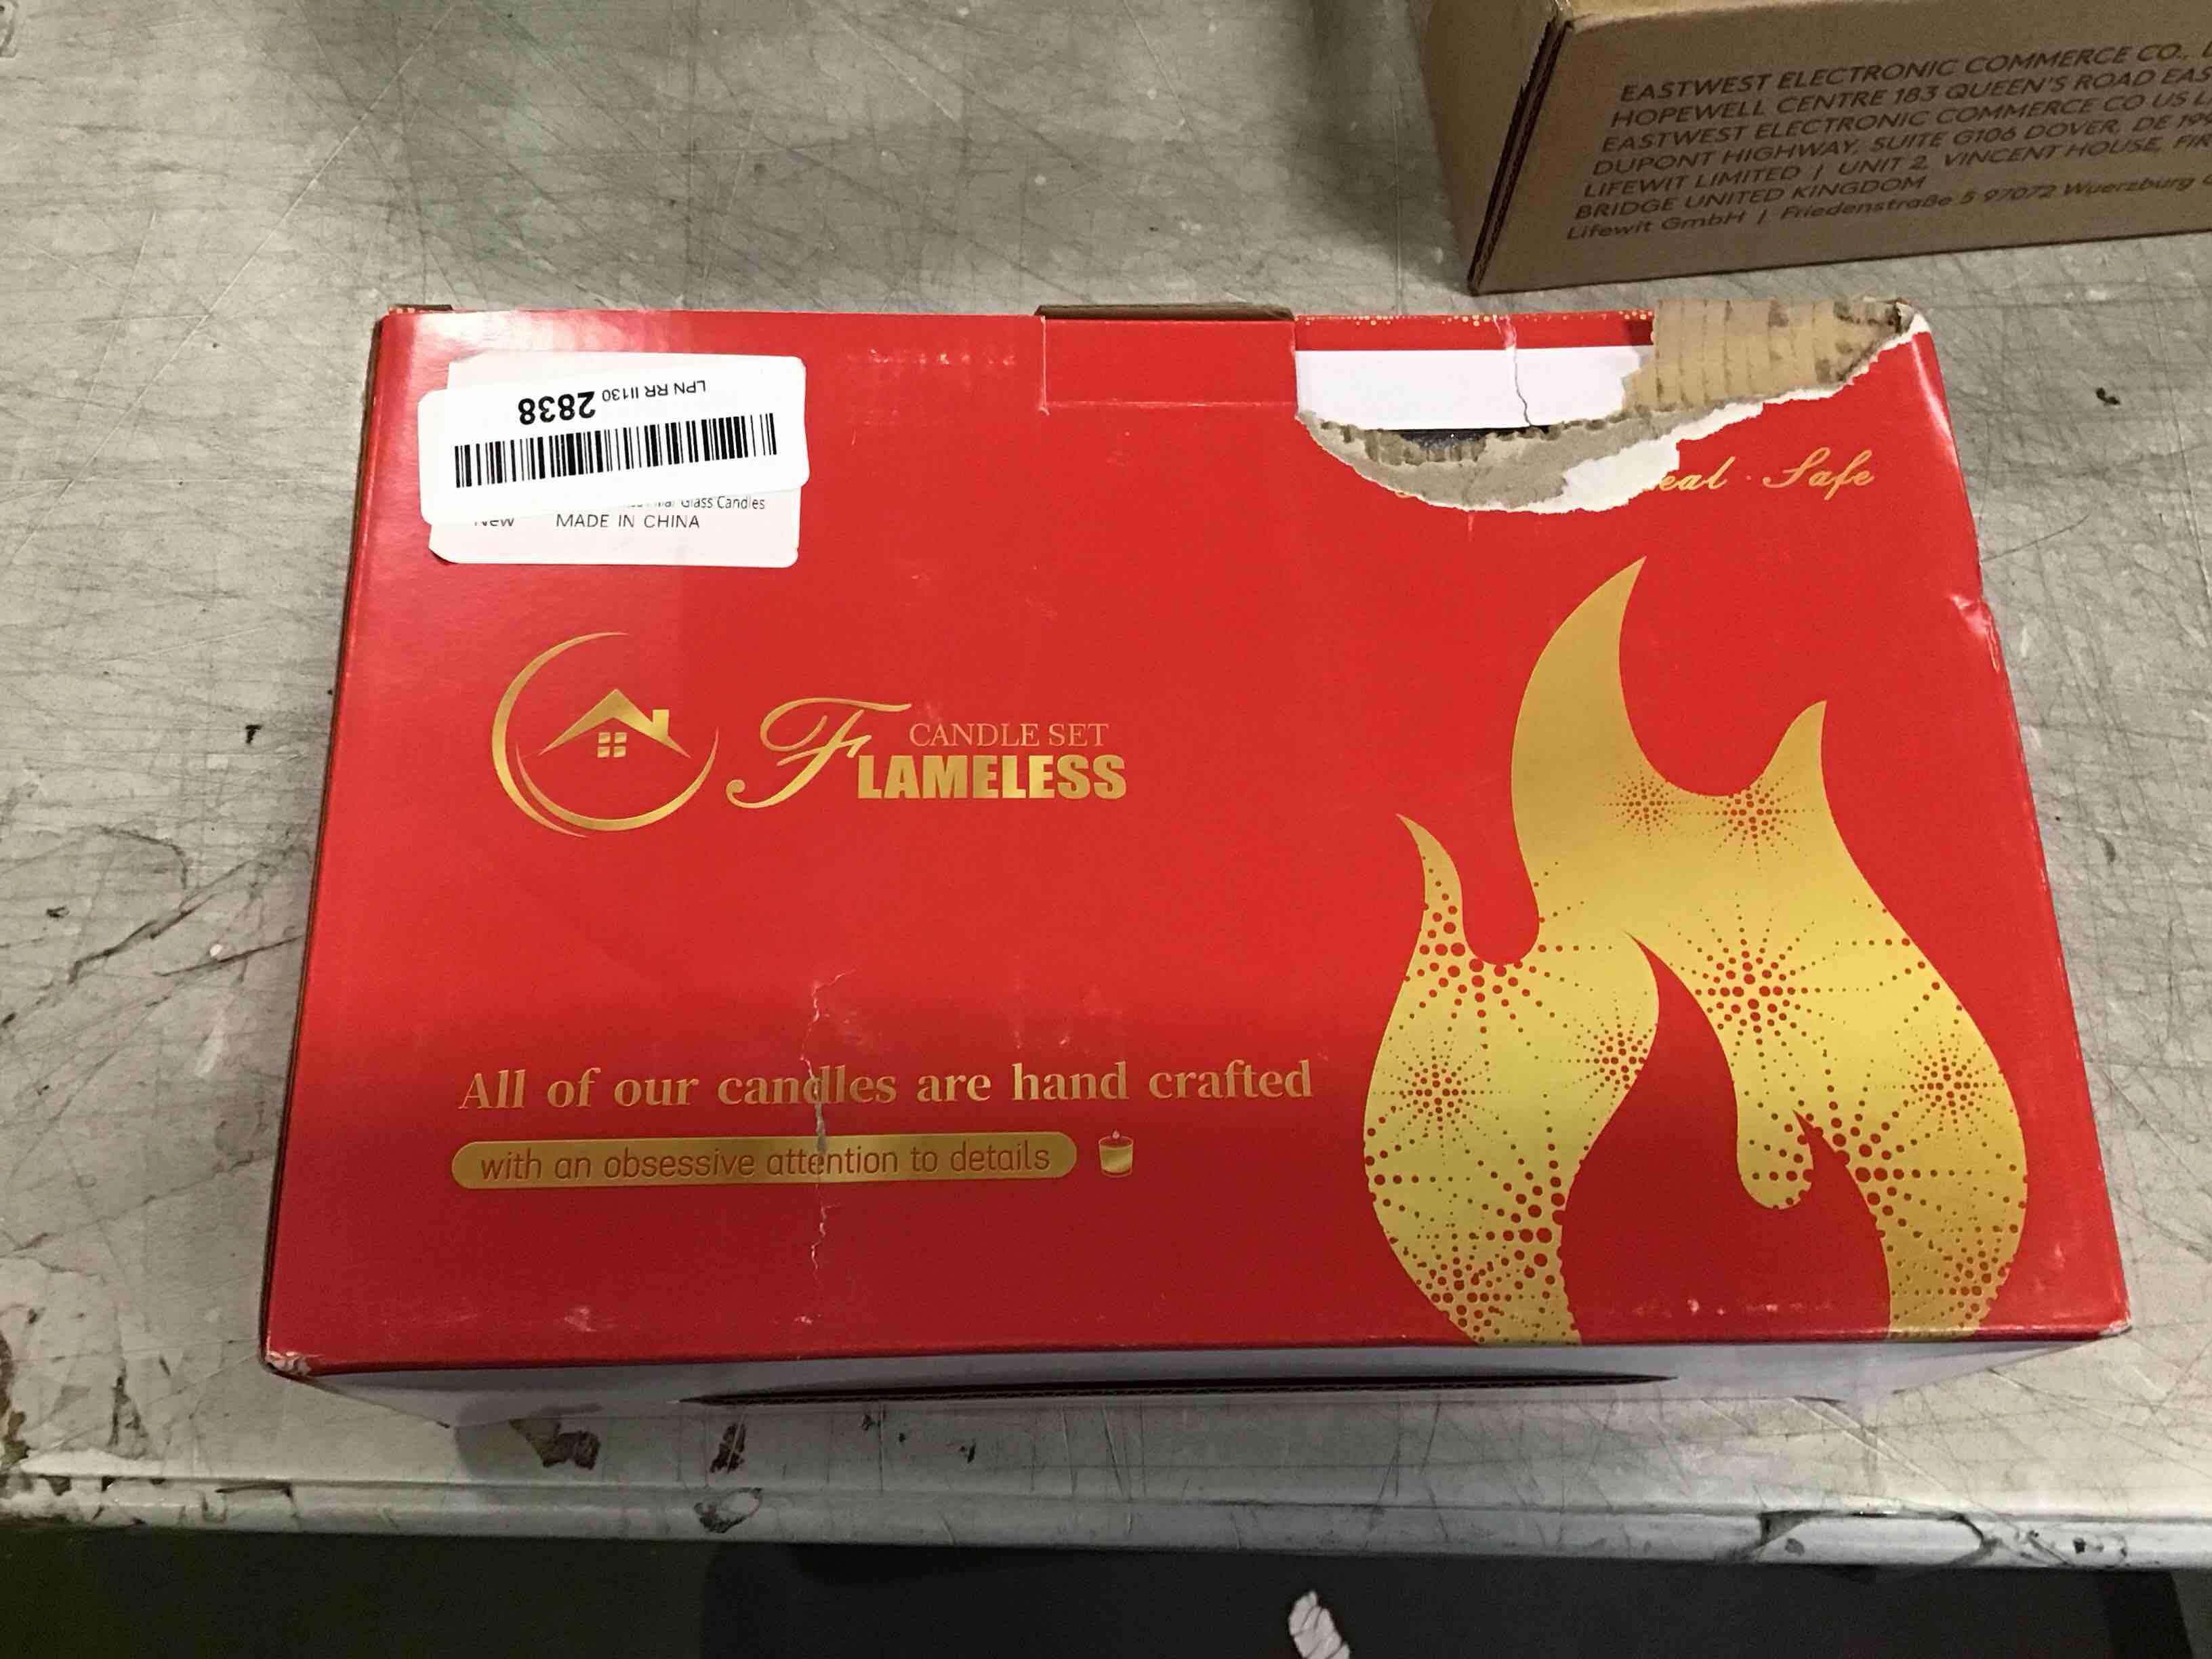 EASTWEST ELECTRONIC COMMERCE CO.,
HOPEWELL CENTRE 183 QUEEN'S ROAD
EASTWEST ELECTRONIC COMMERCE CO US
DUPONT HIGHWAY, SUITE G106 DOVER, DE
LIFEWIT LIMITED | UNIT 2, VINCENT HOUSE,
BRIDGE UNITED KINGDOM
Lifewit GmbH | Friedenstraße 5 97072 Wuerzburg
LPN RR II130 2838
Glass Candles
New MADE IN CHINA
Safe
CANDLE SET
FLAMELESS
All of our candles are hand crafted
with an obsessive attention to details